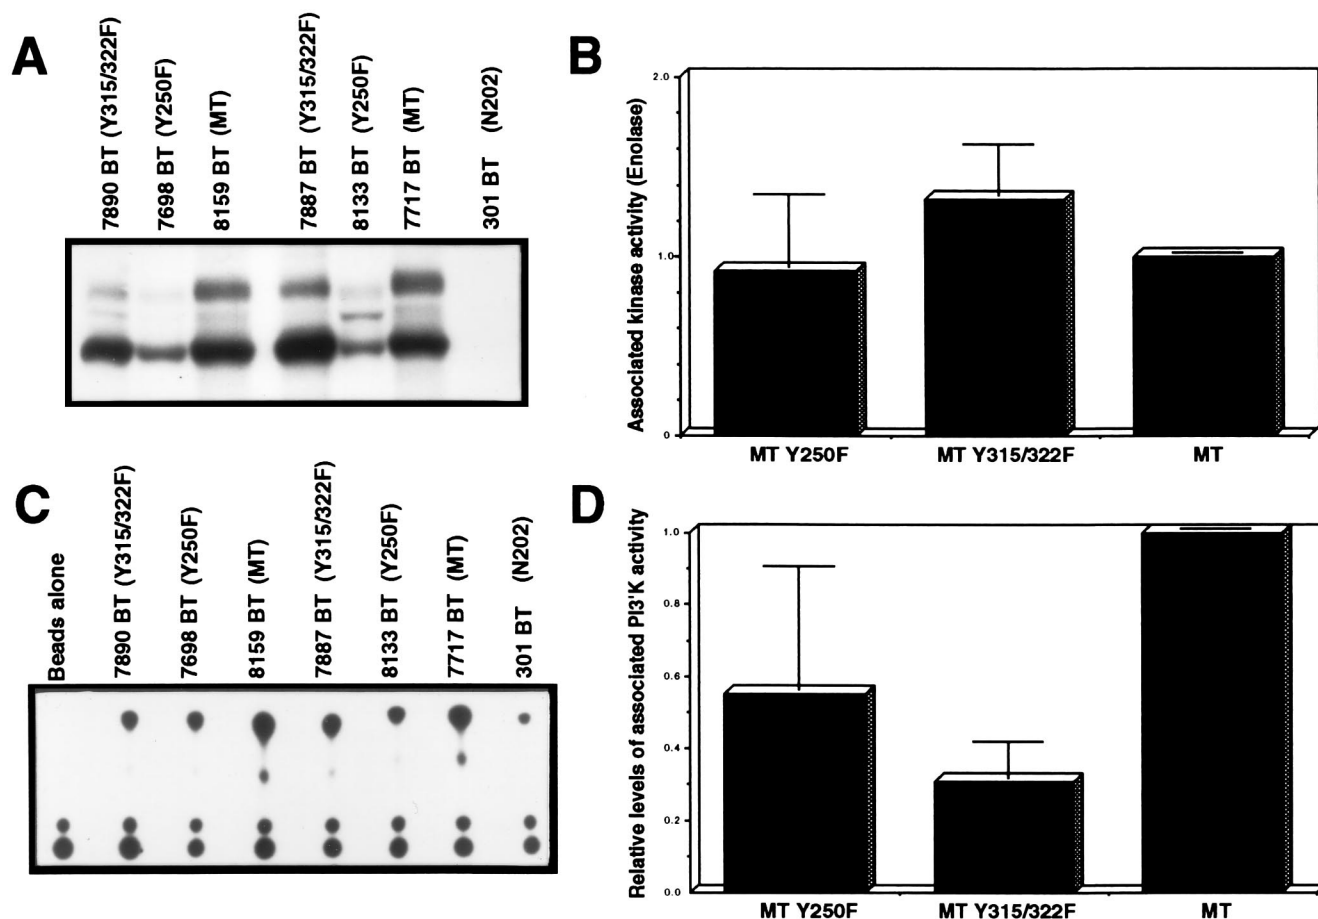 A
7890 BT (Y315/322F)
7698 BT (Y250F)
8159 BT (MT)
7887 BT (Y315/322F)
8133 BT (Y250F)
7717 BT (MT)
301 BT (N202)
B
Associated kinase activity (Enolase)
2.0
1.0
0
MT Y250F
MT Y315/322F
MT
C
Beads alone
7890 BT (Y315/322F)
7698 BT (Y250F)
8159 BT (MT)
7887 BT (Y315/322F)
8133 BT (Y250F)
7717 BT (MT)
301 BT (N202)
D
Relative levels of associated PI3'K activity
1.0
0.8
0.6
0.4
0.2
0.0
MT Y250F
MT Y315/322F
MT